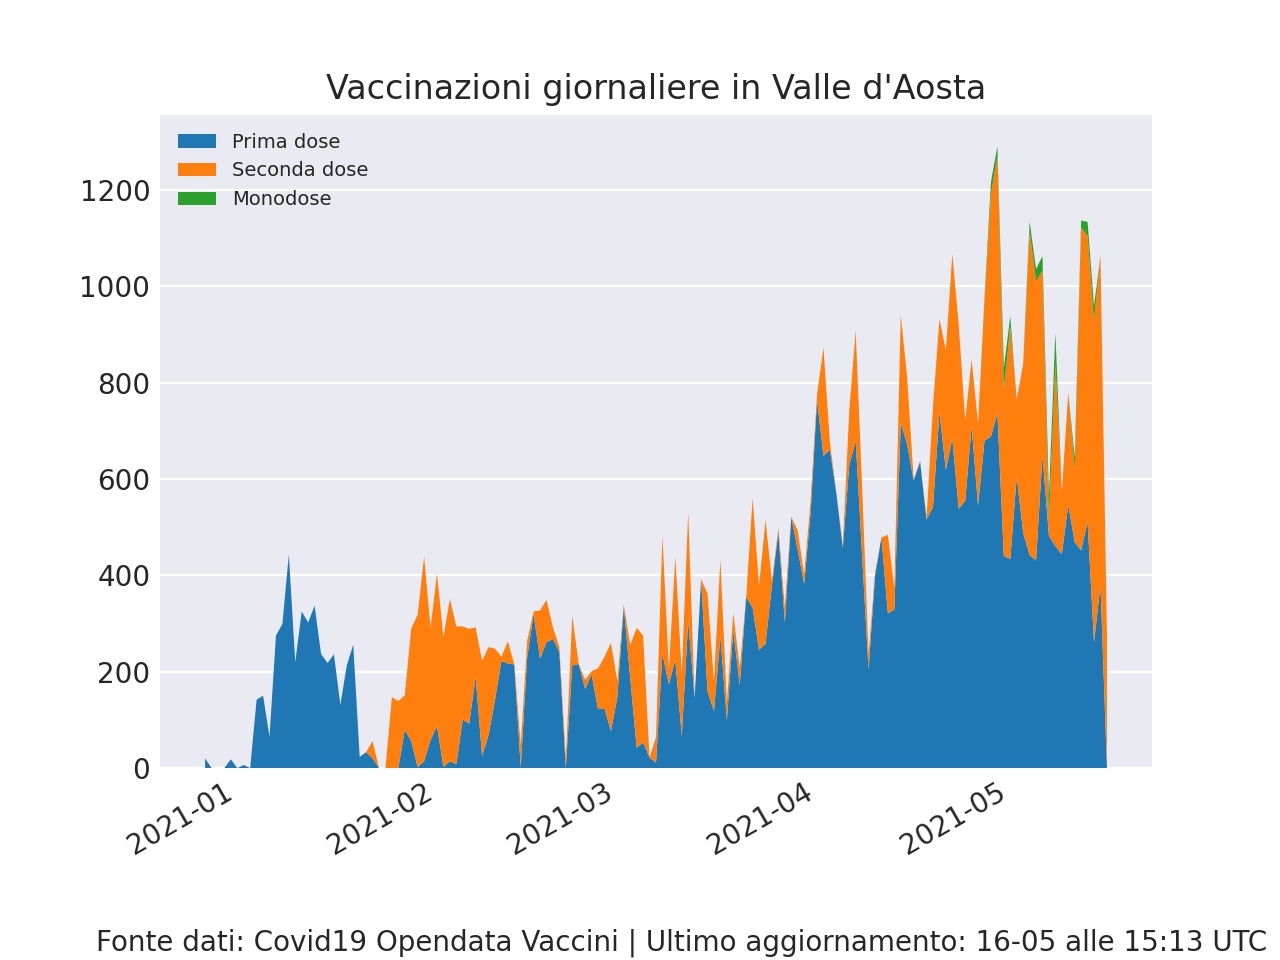 Vaccinazioni giornaliere in Valle d'Aosta
Prima dose
Seconda dose
Monodose
1200
1000
800
600
400
200
0
2021-01
2021-02
2021-03
2021-04
2021-05
Fonte dati: Covid19 Opendata Vaccini | Ultimo aggiornamento: 16-05 alle 15:13 UTC